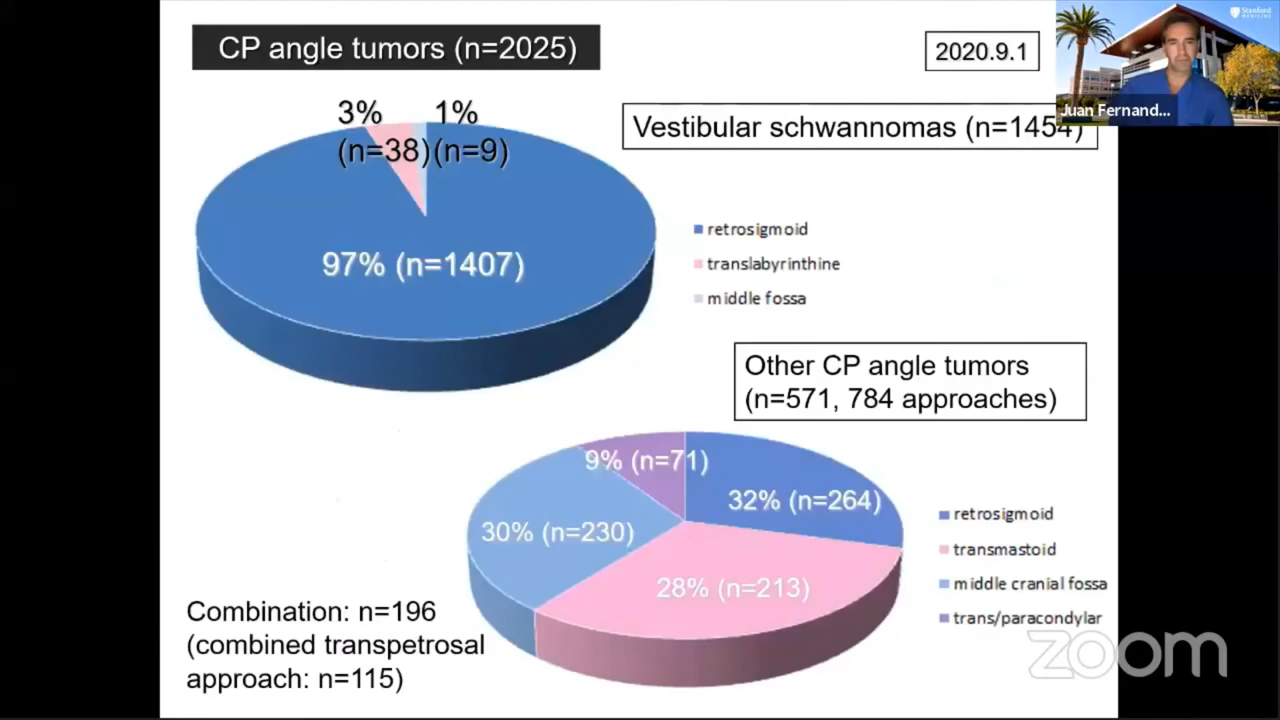 CP angle tumors (n=2025)
2020.9.1
Stanford
MEDICINE
Juan Fernand...
3%
(n=38)
1%
(n=9)
Vestibular schwannomas (n=1454)
97% (n=1407)
retrosigmoid
translabyrinthine
middle fossa
Other CP angle tumors
(n=571, 784 approaches)
9% (n=71)
32% (n=264)
30% (n=230)
28% (n=213)
retrosigmoid
transmastoid
middle cranial fossa
trans/paracondylar
Combination: n=196
(combined transpetrosal
approach: n=115)
zoom